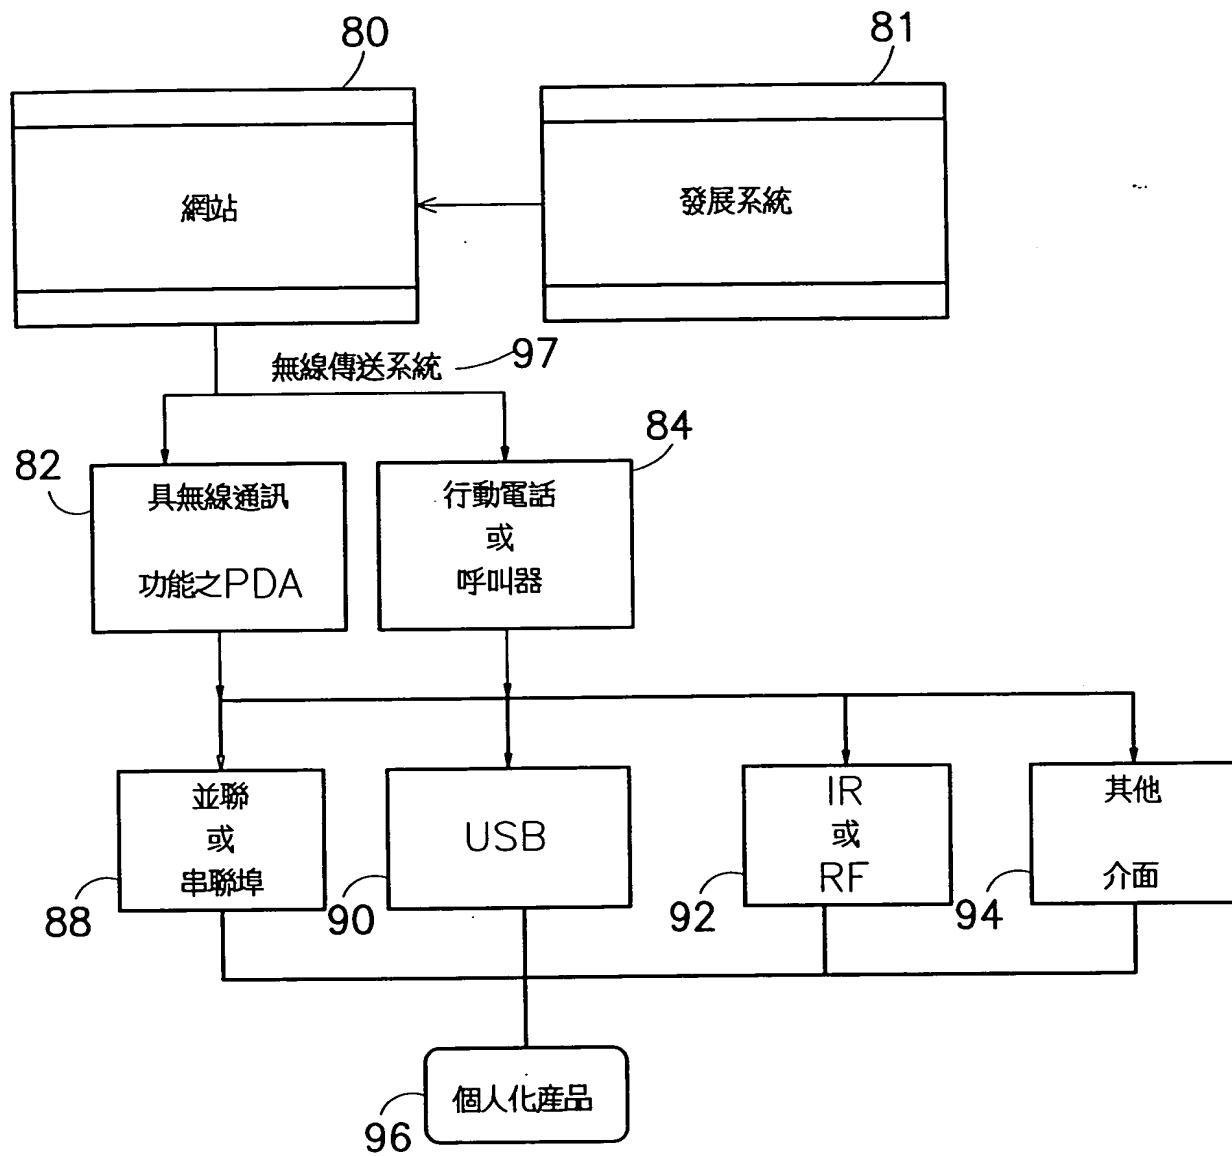 80
81
網站
發展系統
無線傳送系統
97
82
84
具無線通訊
功能之PDA
行動電話
或
呼叫器
並聯
或
串聯埠
USB
IR
或
RF
其他
介面
88
90
92
94
個人化產品
96